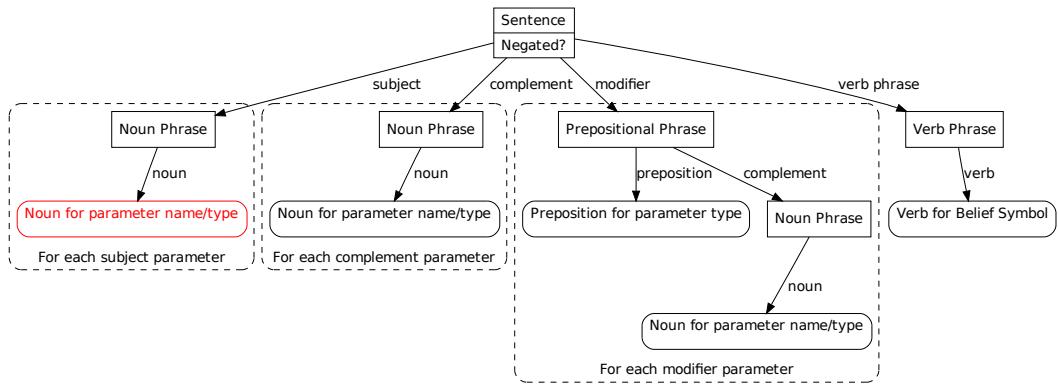 Sentence
Negated?
subject
complement
modifier
verb phrase
Noun Phrase
Noun Phrase
Prepositional Phrase
Verb Phrase
noun
noun
preposition
complement
verb
Noun for parameter name/type
Noun for parameter name/type
Preposition for parameter type
Noun Phrase
Verb for Belief Symbol
For each subject parameter
For each complement parameter
noun
Noun for parameter name/type
For each modifier parameter